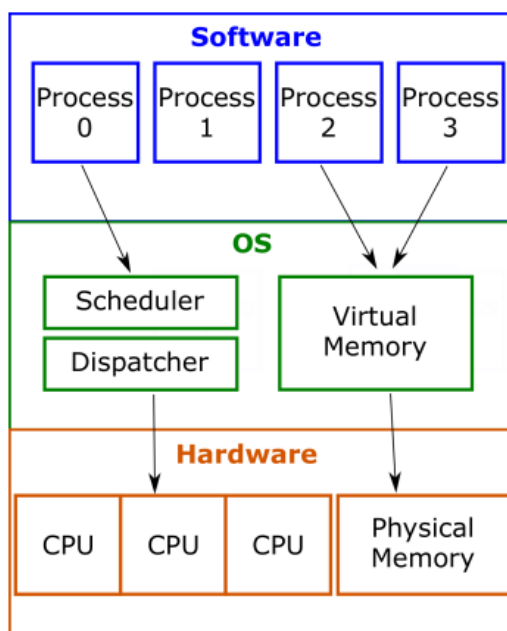 Software
Process
0
Process
1
Process
2
Process
3
OS
Scheduler
Dispatcher
Virtual
Memory
Hardware
CPU
CPU
CPU
Physical
Memory